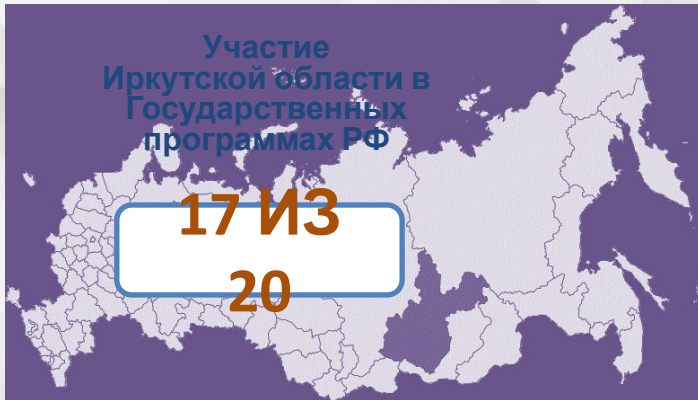 Участие
Иркутской области в
Государственных
программах РФ
17 ИЗ
20